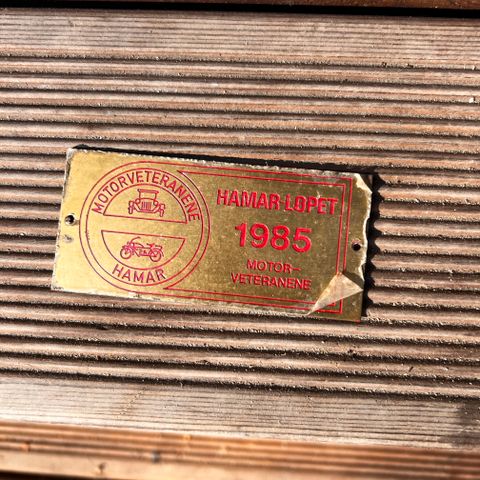 MOTORVETERANENE
HAMAR
HAMAR-LØPET
1985
MOTOR-
VETERANENE